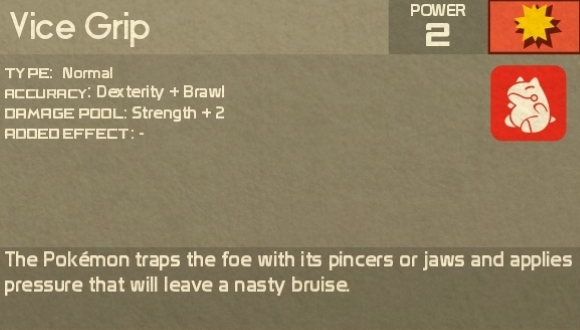 Vice Grip
POWER
2
TYPE: Normal
ACCURACY: Dexterity + Brawl
DAMAGE POOL: Strength + 2
ADDED EFFECT: -
The Pokémon traps the foe with its pincers or jaws and applies
pressure that will leave a nasty bruise.